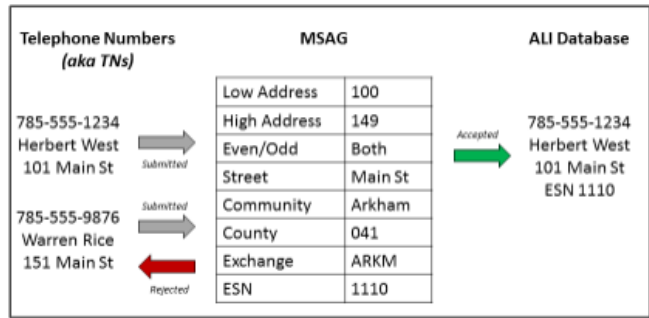 Telephone Numbers
(aka TNs)
MSAG
ALI Database
785-555-1234
Herbert West
101 Main St
Submitted
785-555-9876
Warren Rice
151 Main St
Submitted
Rejected
Low Address 100
High Address 149
Even/Odd Both
Street Main St
Community Arkham
County 041
Exchange ARKM
ESN 1110
Accepted
785-555-1234
Herbert West
101 Main St
ESN 1110